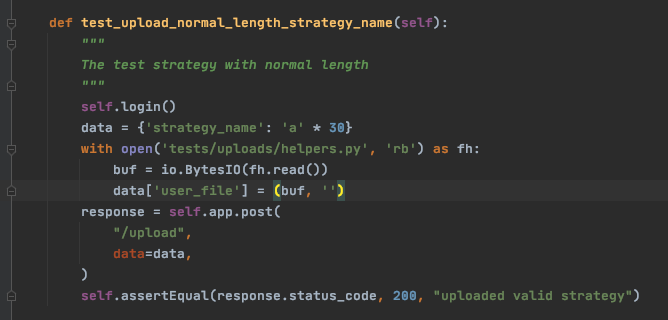 def test_upload_normal_length_strategy_name(self):
"""
The test strategy with normal length
"""
self.login()
data = {'strategy_name': 'a' * 30}
with open('tests/uploads/helpers.py', 'rb') as fh:
buf = io.BytesIO(fh.read())
data['user_file'] = (buf, '')
response = self.app.post(
"/upload",
data=data,
)
self.assertEqual(response.status_code, 200, "uploaded valid strategy")